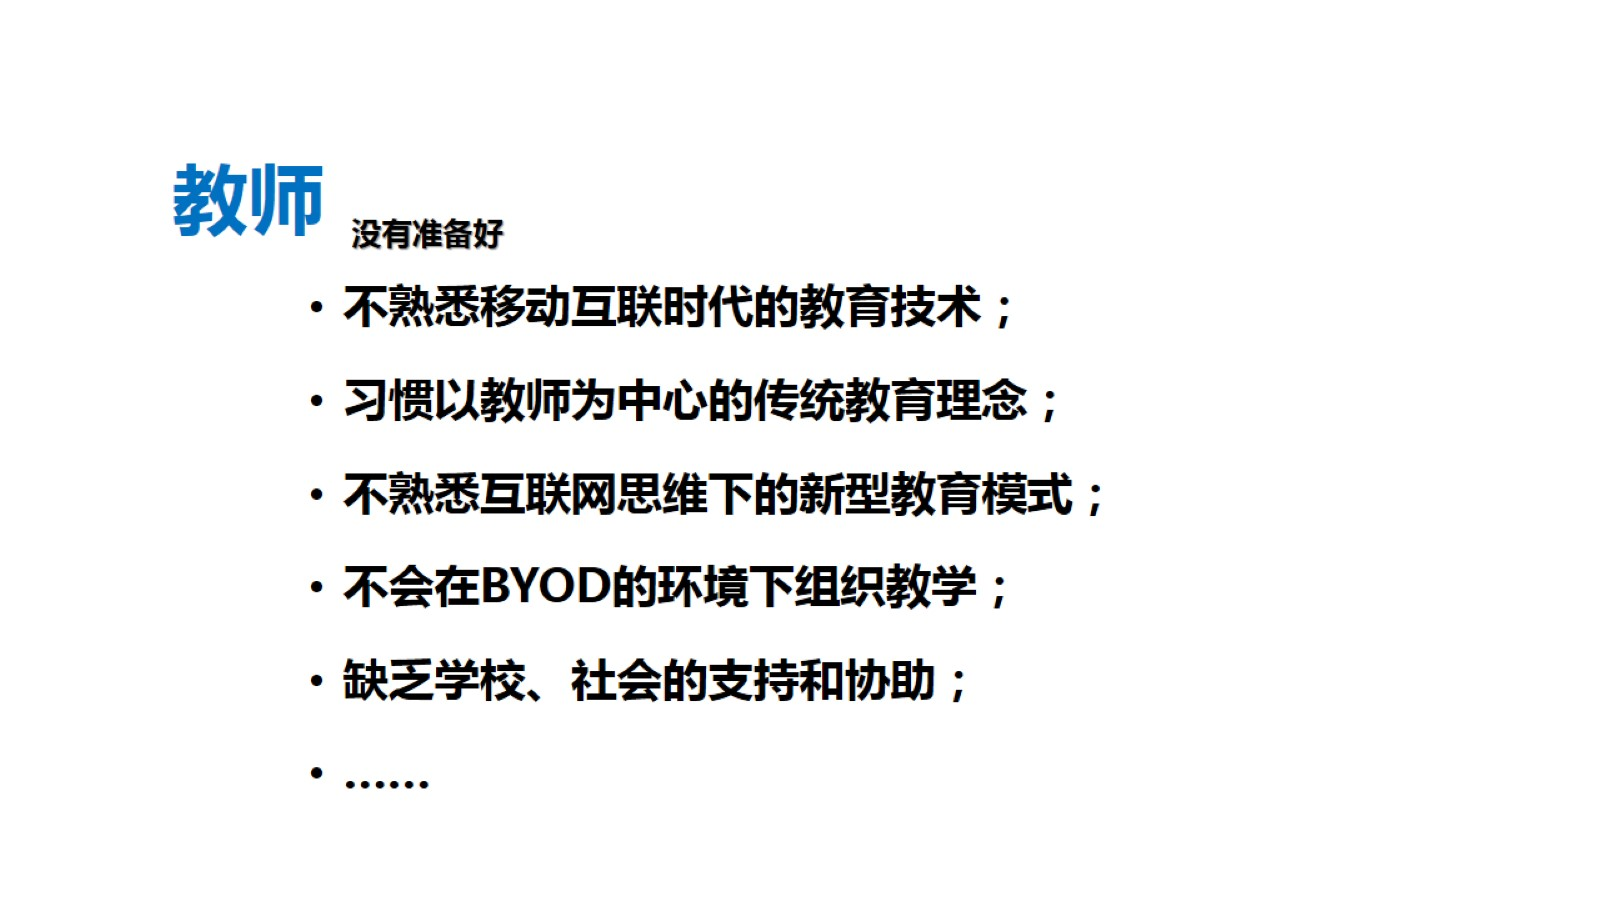 教师 没有准备好
• 不熟悉移动互联时代的教育技术；
• 习惯以教师为中心的传统教育理念；
• 不熟悉互联网思维下的新型教育模式；
• 不会在BYOD的环境下组织教学；
• 缺乏学校、社会的支持和协助；
• ……